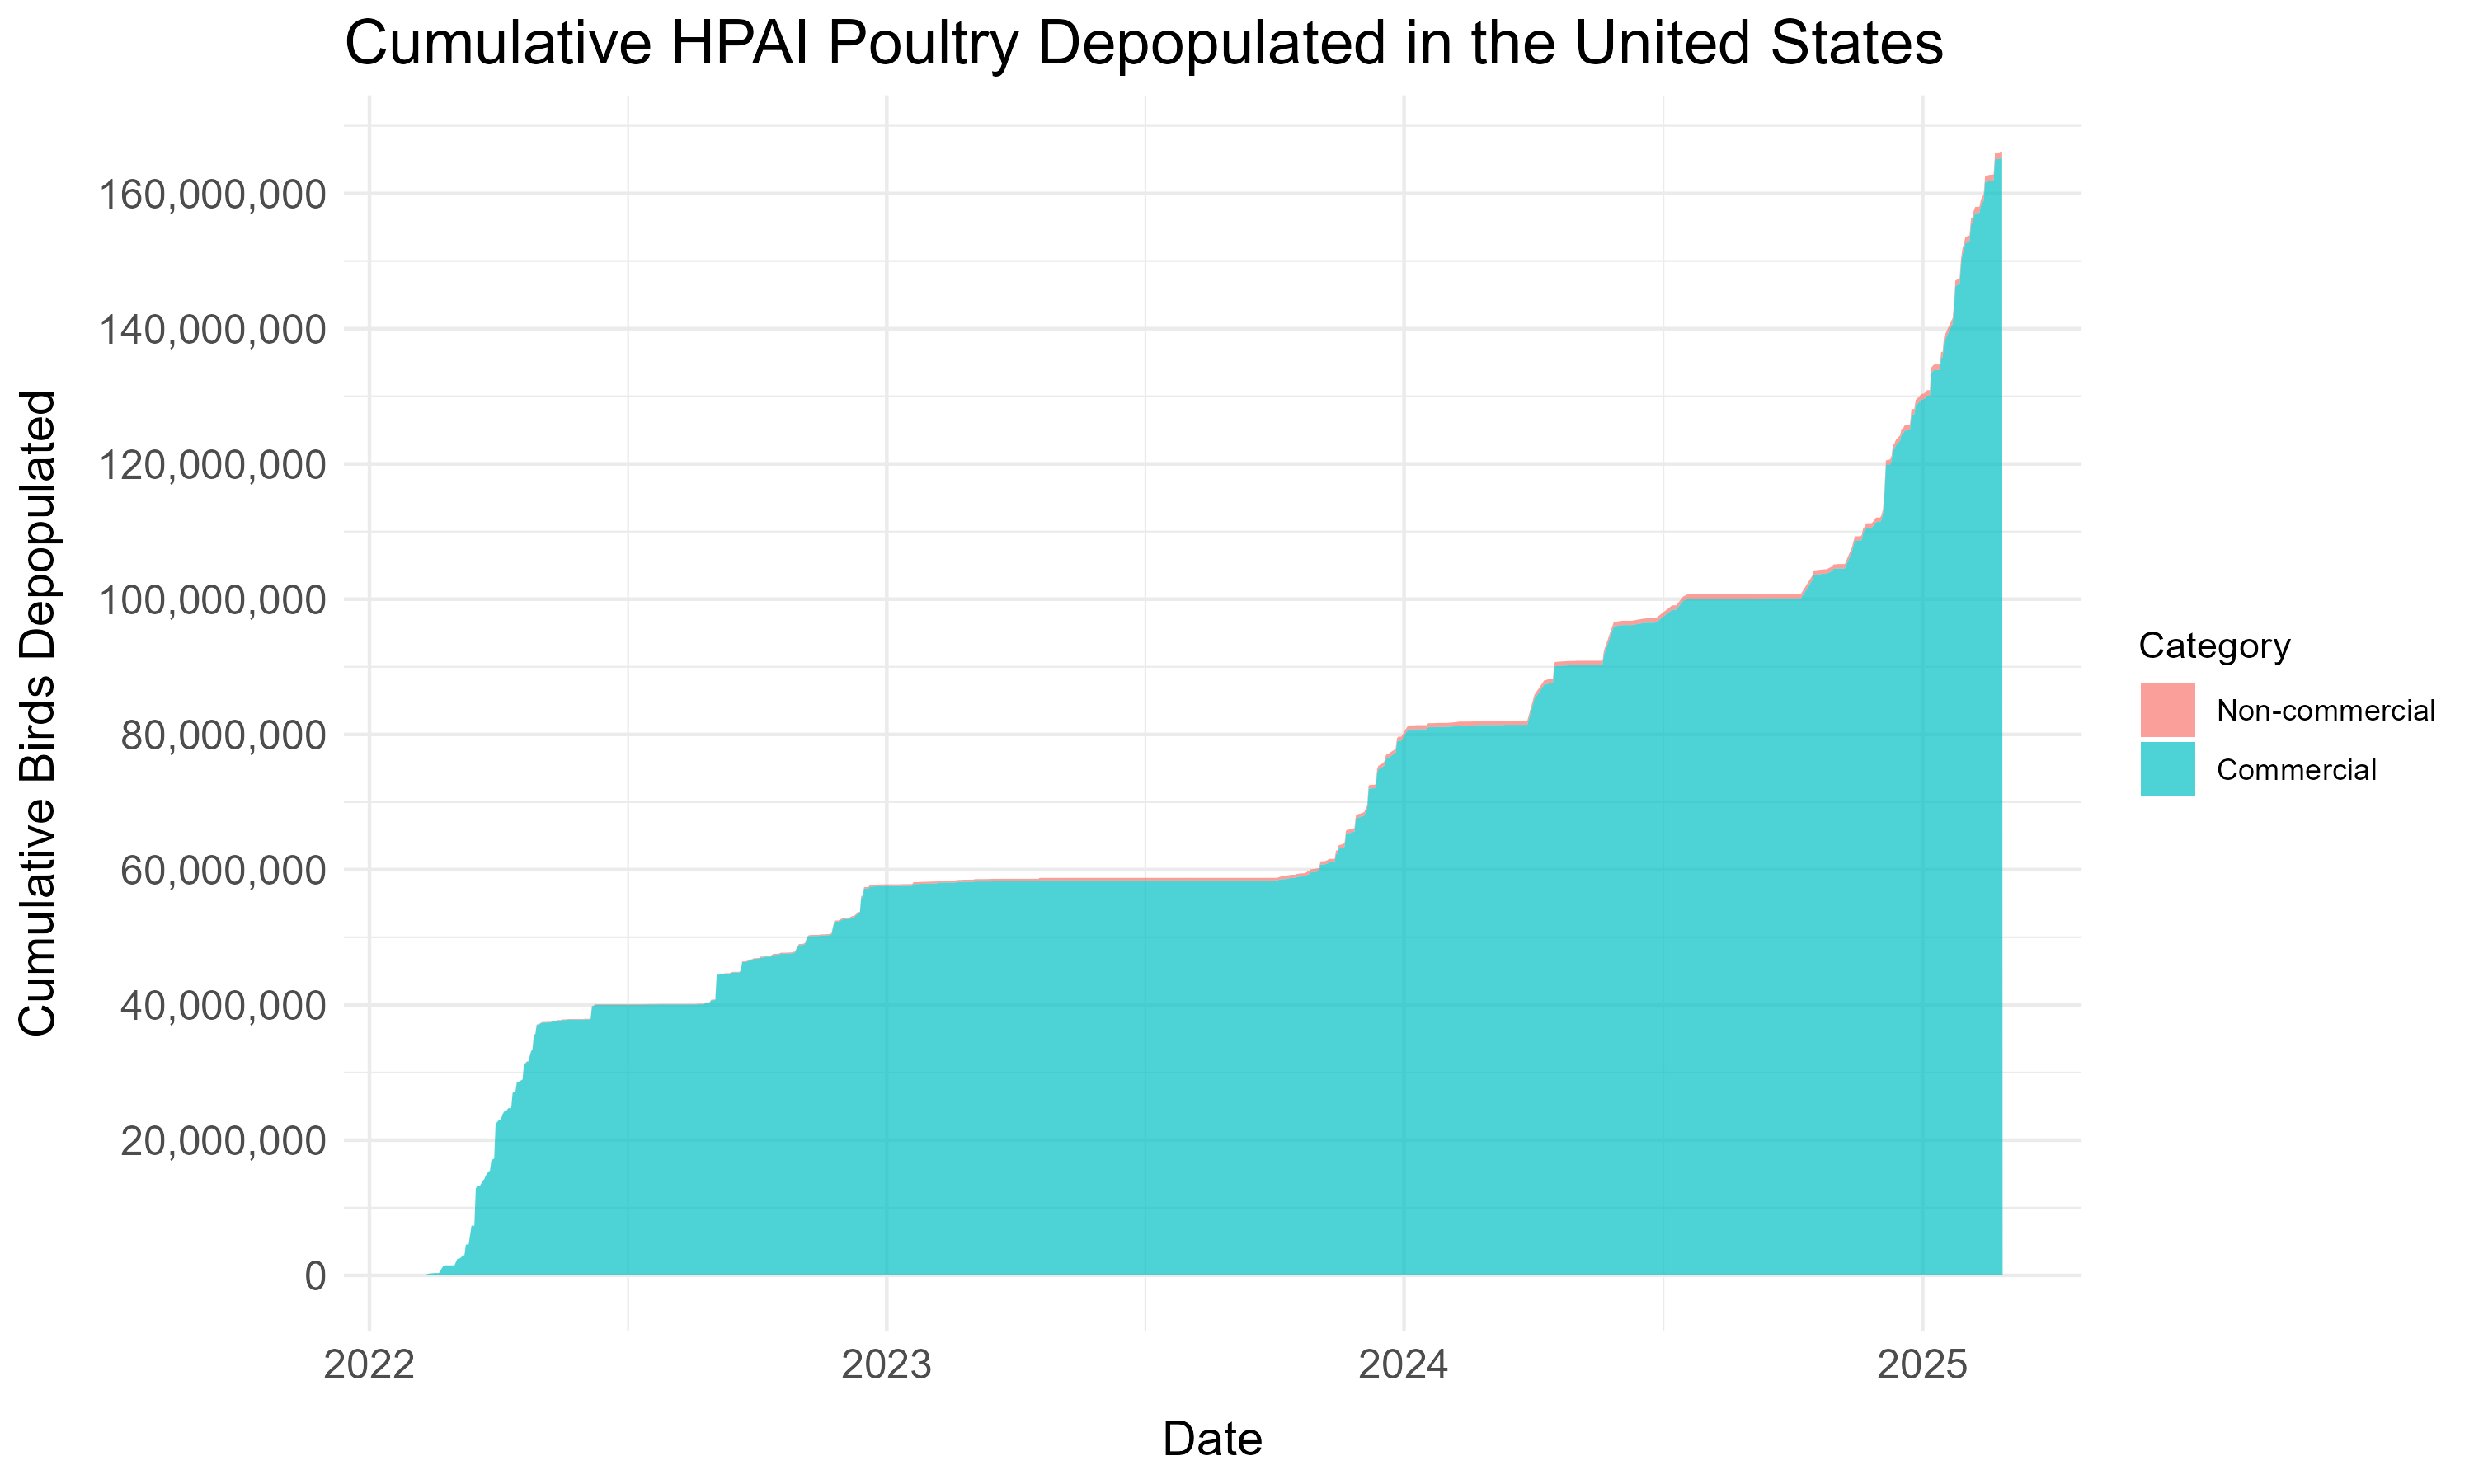 Cumulative HPAI Poultry Depopulated in the United States
Cumulative Birds Depopulated
160,000,000
140,000,000
120,000,000
100,000,000
80,000,000
60,000,000
40,000,000
20,000,000
0
2022 2023 2024 2025
Date
Category
Non-commercial
Commercial